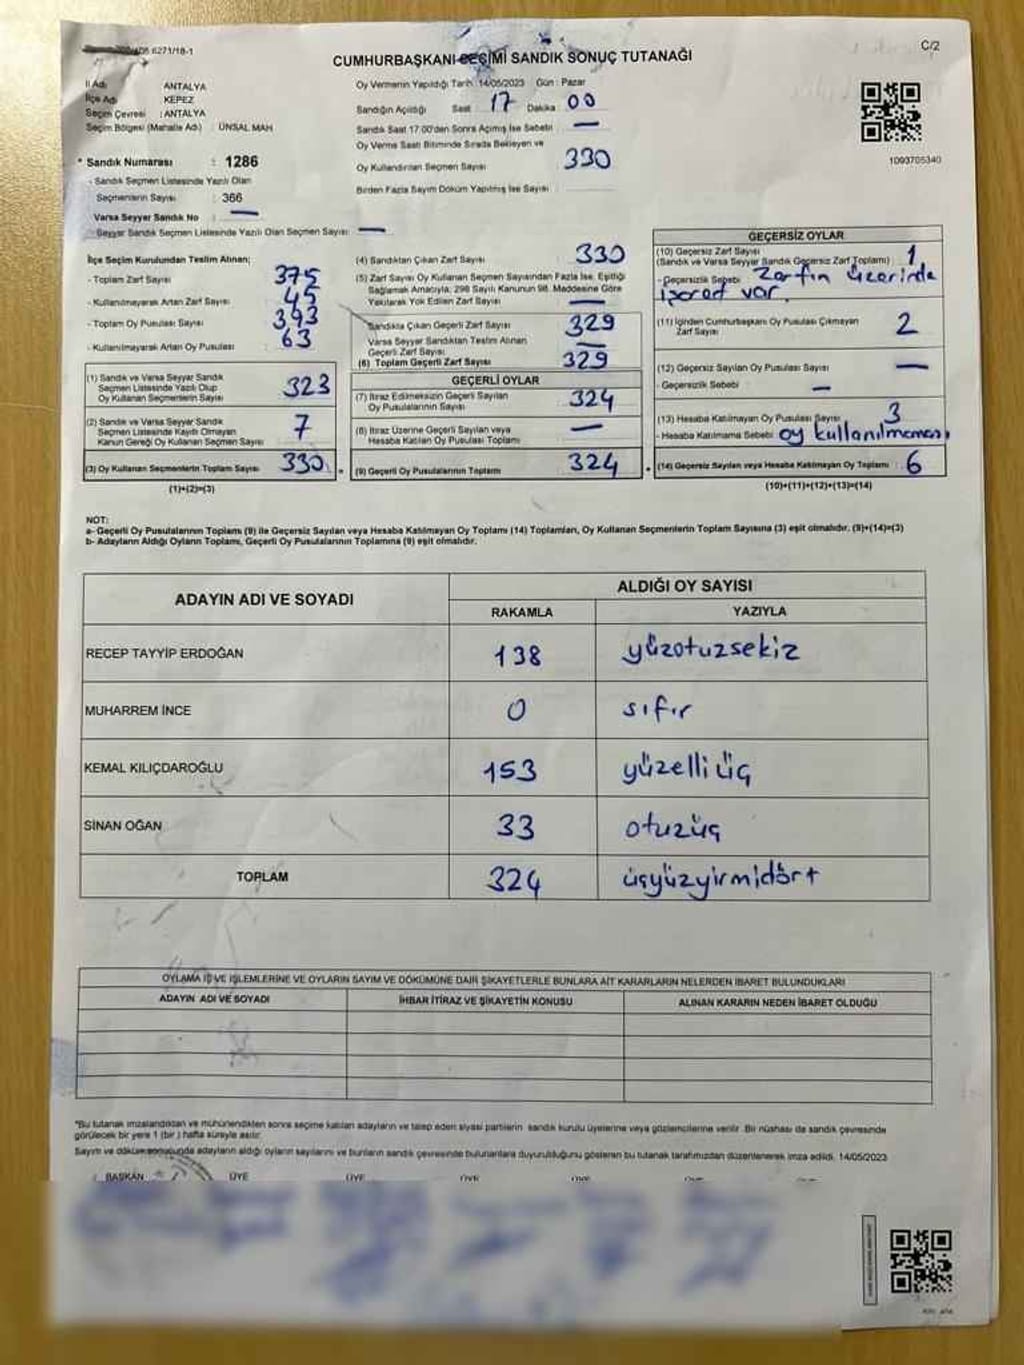 6271/18-1
C/2
CUMHURBAŞKANI SEÇİMİ SANDIK SONUÇ TUTANAĞI
İl Adı ANTALYA
İlçe Adı KEPEZ
Seçim Çevresi : ANTALYA
Seçim Bölgesi (Mahalle Adı) : ÜNSAL MAH
* Sandık Numarası : 1286
- Sandık Seçmen Listesinde Yazılı Olan
Seçmenlerin Sayısı : 366
Varsa Seyyar Sandık No —
Seyyar Sandık Seçmen Listesinde Yazılı Olan Seçmen Sayısı —
Oy Vermenin Yapıldığı Tarih : 14/05/2023 Gün : Pazar
Sandığın Açıldığı Saat 17 Dakika 00
Sandık Saat 17:00'den Sonra Açılmış İse Sebebi —
Oy Verme Saati Bitiminde Sırada Bekleyen ve
Oy Kullandırılan Seçmen Sayısı 330
Birden Fazla Sayım Döküm Yapılmış İse Sayısı
1093705340
İlçe Seçim Kurulundan Teslim Alınan;
- Toplam Zarf Sayısı 375
- Kullanılmayarak Artan Zarf Sayısı 45
- Toplam Oy Pusulası Sayısı 393
- Kullanılmayarak Artan Oy Pusulası 63
(1) Sandık ve Varsa Seyyar Sandık
Seçmen Listesinde Yazılı Olup
Oy Kullanan Seçmenlerin Sayısı 323
(2) Sandık ve Varsa Seyyar Sandık
Seçmen Listesinde Kayıtlı Olmayan
Kanun Gereği Oy Kullanan Seçmen Sayısı 7
(3) Oy Kullanan Seçmenlerin Toplam Sayısı 330
(1)+(2)=(3)
(4) Sandıktan Çıkan Zarf Sayısı 330
(5) Zarf Sayısı Oy Kullanan Seçmen Sayısından Fazla İse, Eşitliği
Sağlamak Amacıyla; 298 Sayılı Kanunun 98. Maddesine Göre
Yakılarak Yok Edilen Zarf Sayısı —
Sandıkta Çıkan Geçerli Zarf Sayısı 329
Varsa Seyyar Sandıktan Teslim Alınan
Geçerli Zarf Sayısı —
(6) Toplam Geçerli Zarf Sayısı 329
GEÇERLİ OYLAR
(7) İtiraz Edilmeksizin Geçerli Sayılan
Oy Pusulalarının Sayısı 324
(8) İtiraz Üzerine Geçerli Sayılan veya
Hesaba Katılan Oy Pusulası Toplamı —
(9) Geçerli Oy Pusulalarının Toplamı 324
GEÇERSİZ OYLAR
(10) Geçersiz Zarf Sayısı
(Sandık ve Varsa Seyyar Sandık Geçersiz Zarf Toplamı) 1
- Geçersizlik Sebebi Zarfın üzerinde
işaret var.
(11) İçinden Cumhurbaşkanı Oy Pusulası Çıkmayan
Zarf Sayısı 2
(12) Geçersiz Sayılan Oy Pusulası Sayısı —
- Geçersizlik Sebebi —
(13) Hesaba Katılmayan Oy Pusulası Sayısı 3
- Hesaba Katılmama Sebebi oy kullanılmaması
(14) Geçersiz Sayılan veya Hesaba Katılmayan Oy Toplamı 6
(10)+(11)+(12)+(13)=(14)
NOT:
a- Geçerli Oy Pusulalarının Toplamı (9) ile Geçersiz Sayılan veya Hesaba Katılmayan Oy Toplamı (14) Toplamları, Oy Kullanan Seçmenlerin Toplam Sayısına (3) eşit olmalıdır. (9)+(14)=(3)
b- Adayların Aldığı Oyların Toplamı, Geçerli Oy Pusulalarının Toplamına (9) eşit olmalıdır.
ADAYIN ADI VE SOYADI ALDIĞI OY SAYISI
RAKAMLA YAZIYLA
RECEP TAYYİP ERDOĞAN 138 yüzotuzsekiz
MUHARREM İNCE 0 sıfır
KEMAL KILIÇDAROĞLU 153 yüzelliüç
SİNAN OĞAN 33 otuzüç
TOPLAM 324 üçyüzyirmidört
OYLAMA İŞ VE İŞLEMLERİNE VE OYLARIN SAYIM VE DÖKÜMÜNE DAİR ŞİKAYETLERLE BUNLARA AİT KARARLARIN NELERDEN İBARET BULUNDUKLARI
ADAYIN ADI VE SOYADI İHBAR İTİRAZ VE ŞİKAYETİN KONUSU ALINAN KARARIN NEDEN İBARET OLDUĞU
*Bu tutanak imzalandıktan ve mühürlendikten sonra seçime katılan adayların ve talep eden siyasi partilerin sandık kurulu üyelerine veya gözlemcilerine verilir. Bir nüshası da sandık çevresinde
görülecek bir yere 1 (bir ) hafta süreyle asılır.
Sayım ve döküm sonucunda adayların aldığı oyların sayılarını ve bunların sandık çevresinde bulunanlara duyurulduğunu gösteren bu tutanak tarafımızdan düzenlenerek imza edildi. 14/05/2023
BAŞKAN ÜYE ÜYE ÜYE ÜYE ÜYE ÜYE